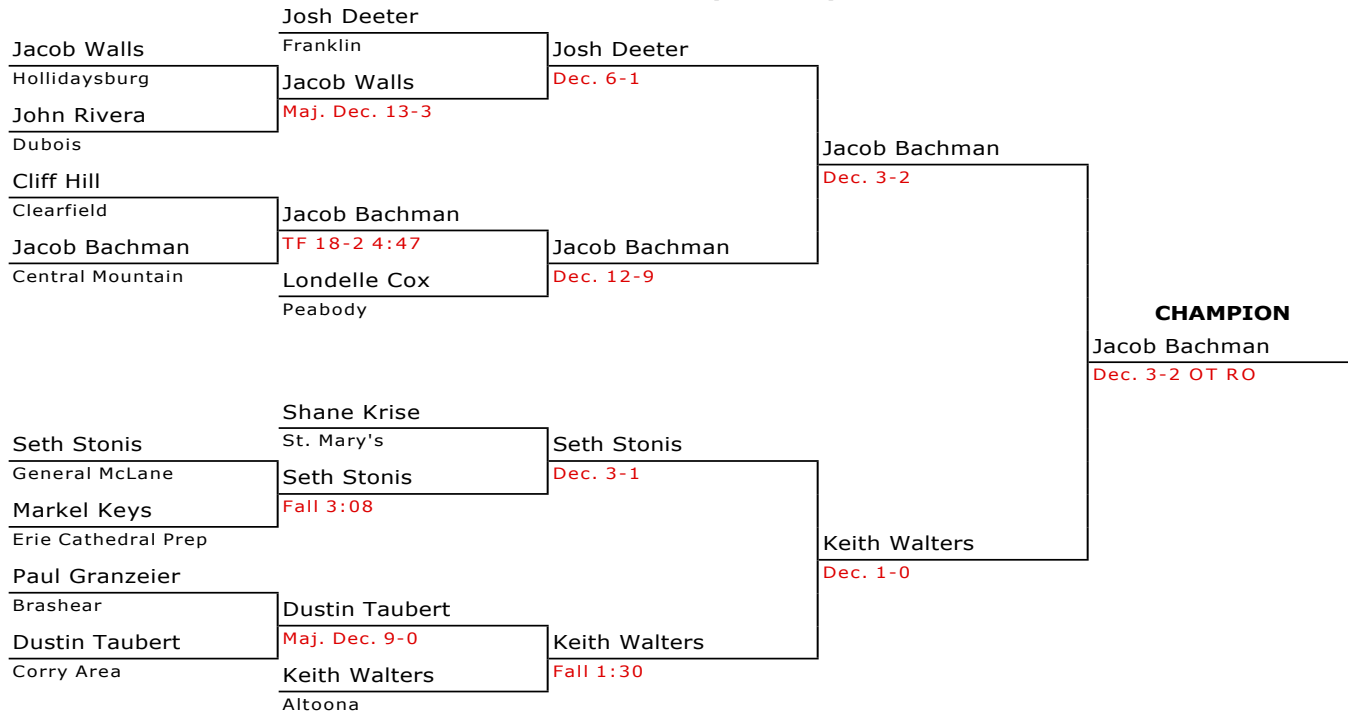 Josh Deeter
Franklin
Jacob Walls
Hollidaysburg
Josh Deeter
Dec. 6-1
Jacob Walls
Maj. Dec. 13-3
John Rivera
Dubois
Jacob Bachman
Dec. 3-2
Cliff Hill
Clearfield
Jacob Bachman
TF 18-2 4:47
Jacob Bachman
Central Mountain
Jacob Bachman
Dec. 12-9
Londelle Cox
Peabody
CHAMPION
Jacob Bachman
Dec. 3-2 OT RO
Shane Krise
St. Mary's
Seth Stonis
General McLane
Seth Stonis
Dec. 3-1
Seth Stonis
Fall 3:08
Markel Keys
Erie Cathedral Prep
Keith Walters
Dec. 1-0
Paul Granzeier
Brashear
Dustin Taubert
Maj. Dec. 9-0
Dustin Taubert
Corry Area
Keith Walters
Fall 1:30
Keith Walters
Altoona